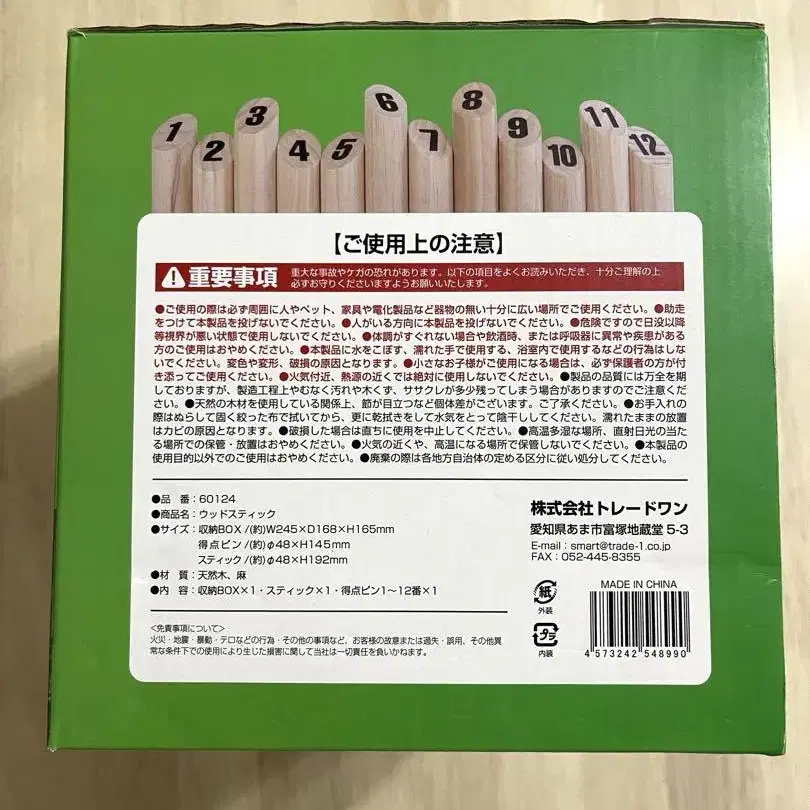 1 2 3 4 5 6 7 8 9 10 11 12
【ご使用上の注意】
重要事項 重大な事故やケガの恐れがあります。以下の項目をよくお読みいただき、十分ご理解の上
必ずお守りくださいますようお願いいたします。
●ご使用の際は必ず周囲に人やペット、家具や電化製品など器物の無い十分に広い場所でご使用ください。●助走
をつけて本製品を投げないでください。●人がいる方向に本製品を投げないでください。●危険ですので日没以降
等視界が悪い状態で使用しないでください。●体調がすぐれない場合や飲酒時、または呼吸器に異常や疾患がある
方のご使用はおやめください。●本製品に水をこぼす、濡れた手で使用する、浴室内で使用するなどの行為はしな
いでください。変色や変形、破損の原因となります。●小さなお子様がご使用になる場合は、必ず保護者の方が付
き添ってご使用ください。●火気付近、熱源の近くでは絶対に使用しないでください。●製品の品質には万全を期
しておりますが、製造工程上やむなく汚れや木くず、ササクレが多少残ってしまう場合がありますのでご注意くださ
い。●天然の木材を使用している関係上、節が目立つなど個体差がございます。ご了承ください。●お手入れの
際はぬらして固く絞った布で拭いてから、更に乾拭きをして水気をとって陰干ししてください。濡れたままの放置
はカビの原因となります。●破損した場合は直ちに使用を中止してください。●高温多湿な場所、直射日光の当た
る場所での保管・放置はおやめください。●火気の近くや、高温になる場所で保管しないでください。●本製品の
使用目的以外でのご使用はおやめください。●廃棄の際は各地方自治体の定める区分に従い処分してください。
●品 番：60124
●商品名：ウッドスティック
●サイズ：収納BOX/(約)W245×D168×H165mm
得点ピン/(約)φ48×H145mm
スティック/(約)φ48×H192mm
●材 質：天然木、麻
●内 容：収納BOX×1・スティック×1・得点ピン1〜12番×1
株式会社トレードワン
愛知県あま市富塚地蔵堂 5-3
E-mail：smart@trade-1.co.jp
FAX：052-445-8355
<免責事項について>
火災・地震・暴動・テロなどの行為・その他の事項など、お客様の故意または過失・誤用、その他異
常な条件下での使用により生じた損害に関して当社は一切責任を負いかねます。
紙
外装
プラ
内装
MADE IN CHINA
4 573242 548990